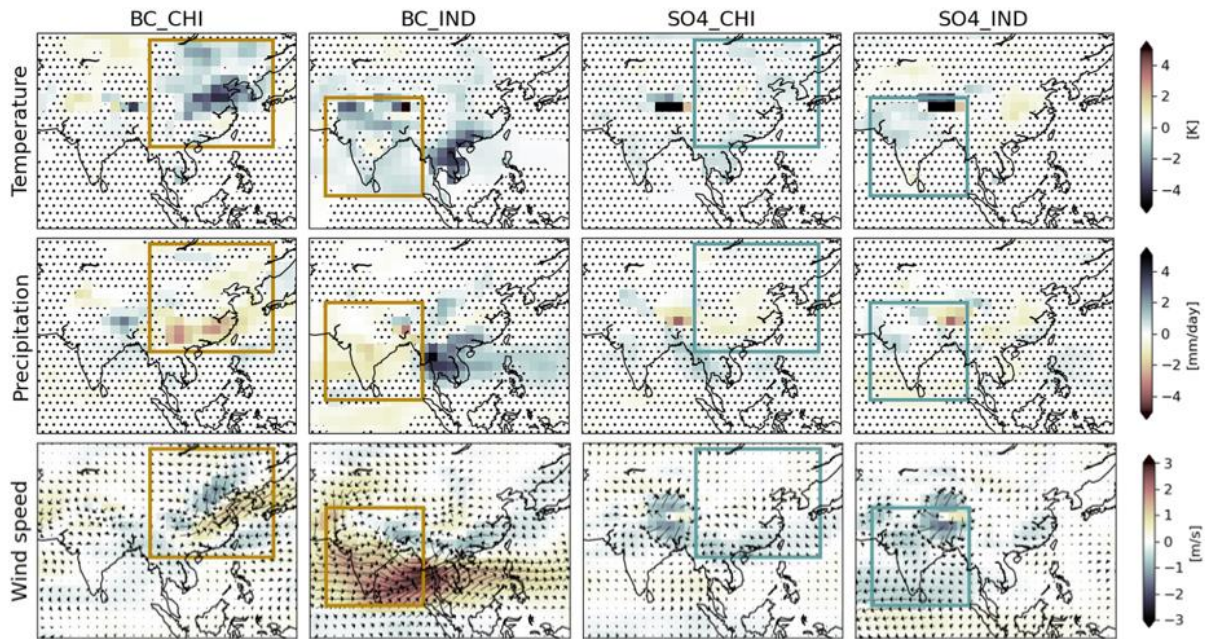 BC_CHI BC_IND SO4_CHI SO4_IND
Temperature
4
2
0
−2
−4
[K]
Precipitation
4
2
0
−2
−4
[mm/day]
Wind speed
3
2
1
0
−1
−2
−3
[m/s]